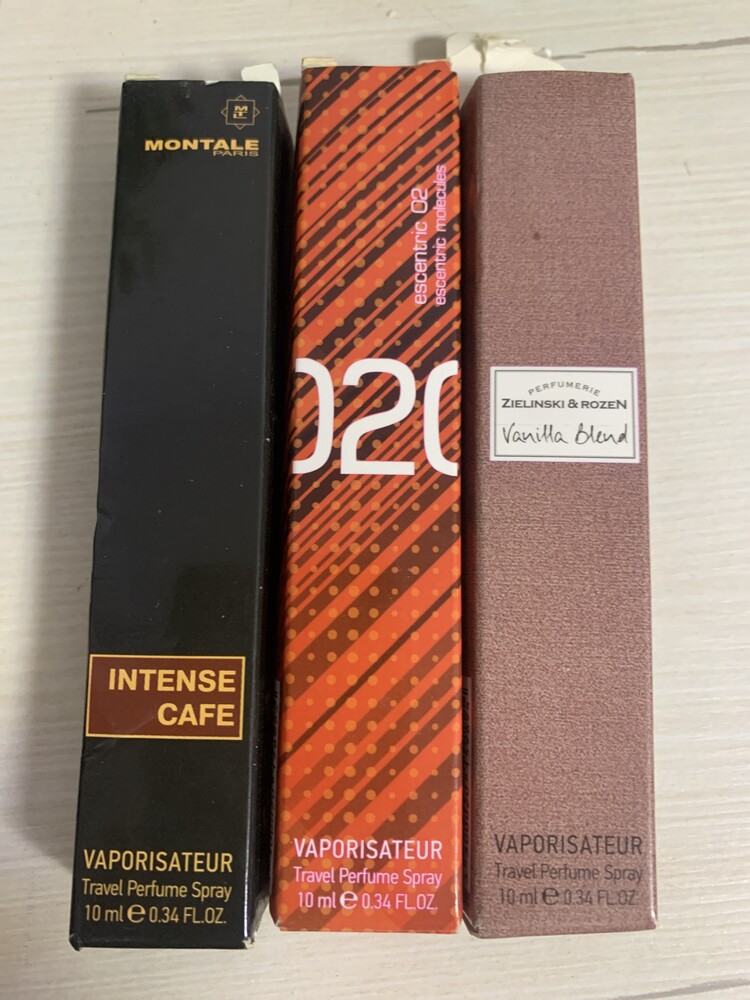 MONTALE
PARIS
INTENSE
CAFE
VAPORISATEUR
Travel Perfume Spray
10 ml e 0.34 FL.OZ.
escentric 02
escentric molecules
020
VAPORISATEUR
Travel Perfume Spray
10 ml e 0.34 FL.OZ
PERFUMERIE
ZIELINSKI & ROZEN
Vanilla Blend
VAPORISATEUR
Travel Perfume Spray
10 ml e 0.34 FL.OZ.